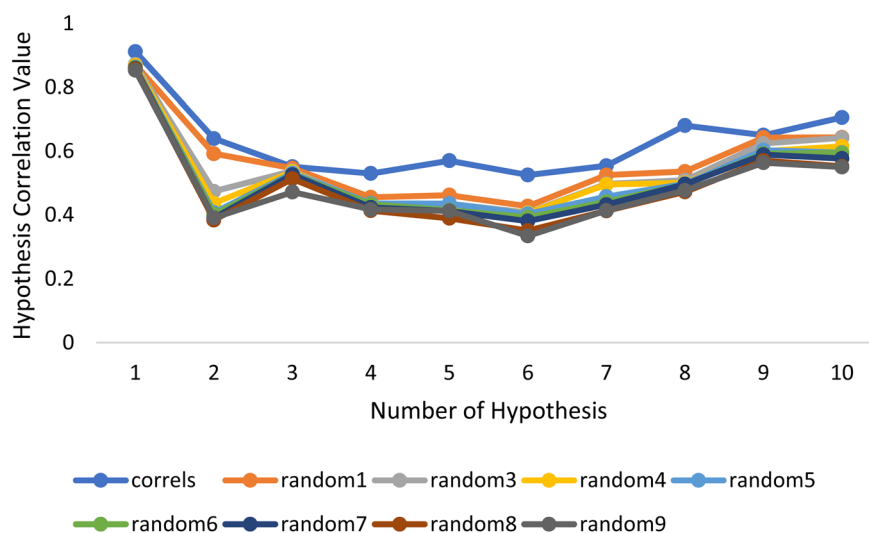 1
0.8
0.6
0.4
0.2
0
Hypothesis Correlation Value
1 2 3 4 5 6 7 8 9 10
Number of Hypothesis
correls random1 random3 random4 random5
random6 random7 random8 random9